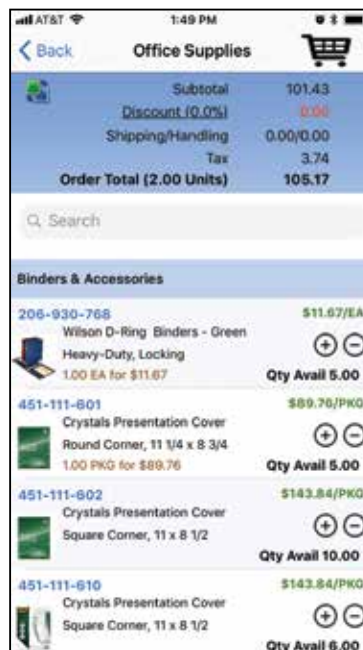 AT&T 1:49 PM
Back Office Supplies
Subtotal 101.43
Discount (0.0%) 0.00
Shipping/Handling 0.00/0.00
Tax 3.74
Order Total (2.00 Units) 105.17
Search
Binders & Accessories
206-930-768 $11.67/EA
Wilson D-Ring Binders - Green
Heavy-Duty, Locking
1.00 EA for $11.67 Qty Avail 5.00
451-111-601 $89.76/PKG
Crystals Presentation Cover
Round Corner, 11 1/4 x 8 3/4
1.00 PKG for $89.76 Qty Avail 5.00
451-111-602 $143.84/PKG
Crystals Presentation Cover
Square Corner, 11 x 8 1/2
Qty Avail 10.00
451-111-610 $143.84/PKG
Crystals Presentation Cover
Square Corner, 11 x 8 1/2
Qty Avail 6.00